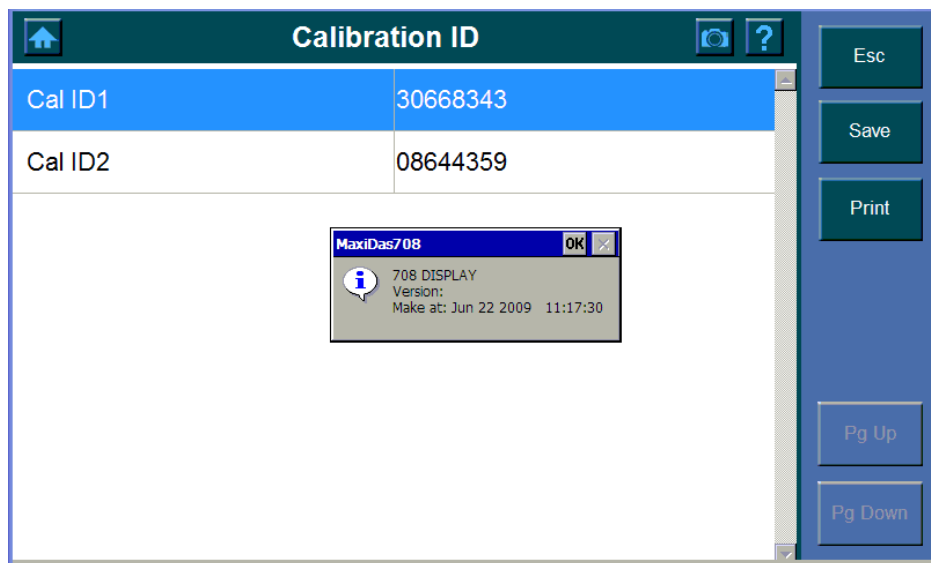 Calibration ID
?
Esc
Cal ID1 30668343
Save
Cal ID2 08644359
Print
MaxiDas708 OK
708 DISPLAY
Version:
Make at: Jun 22 2009 11:17:30
Pg Up
Pg Down